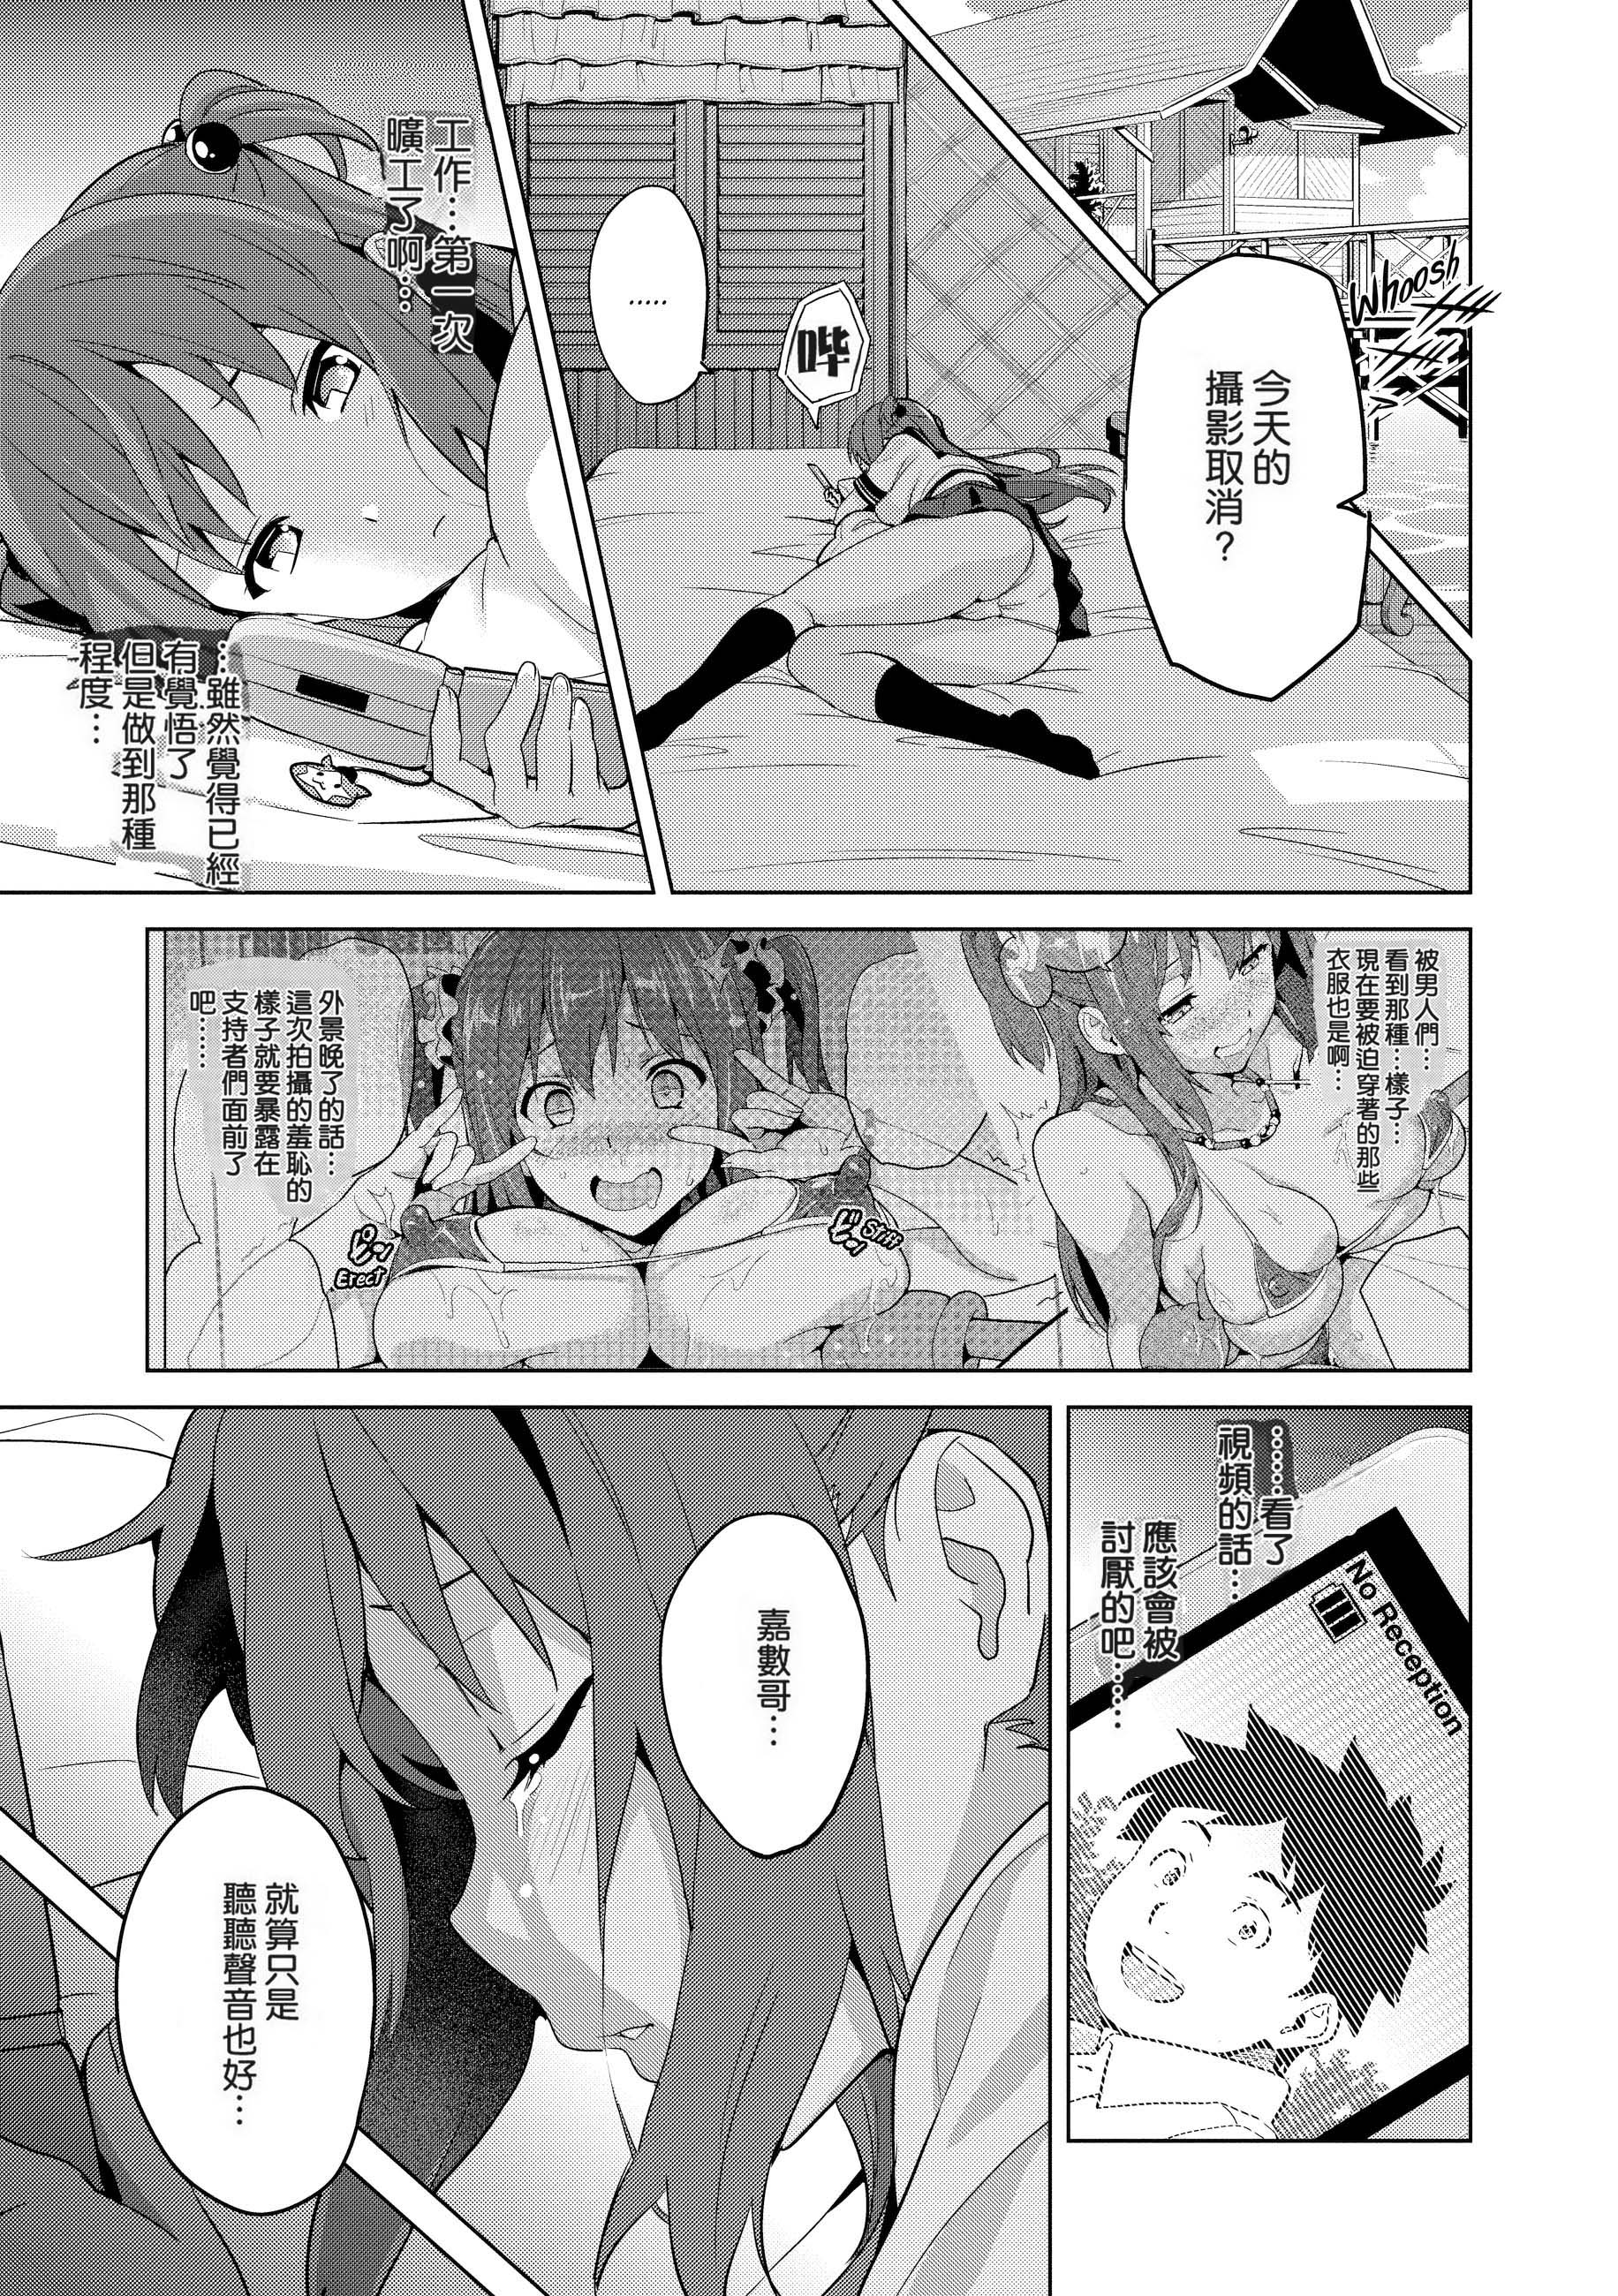 Whoosh
今天的
攝影取消？
嗶
.....
工作…第一次
曠工了啊…
…雖然覺得已經
有覺悟了
但是做到那種
程度…
被男人們…
看到那種…樣子…
現在要被迫穿著的那些
衣服也是啊…
外景晚了的話…
這次拍攝的羞恥的
樣子就要暴露在
支持者們面前了
吧……
Stiff
Erect
……看了
視頻的話…
應該會被
討厭的吧……
No Reception
嘉數哥…
就算只是
聽聽聲音也好…